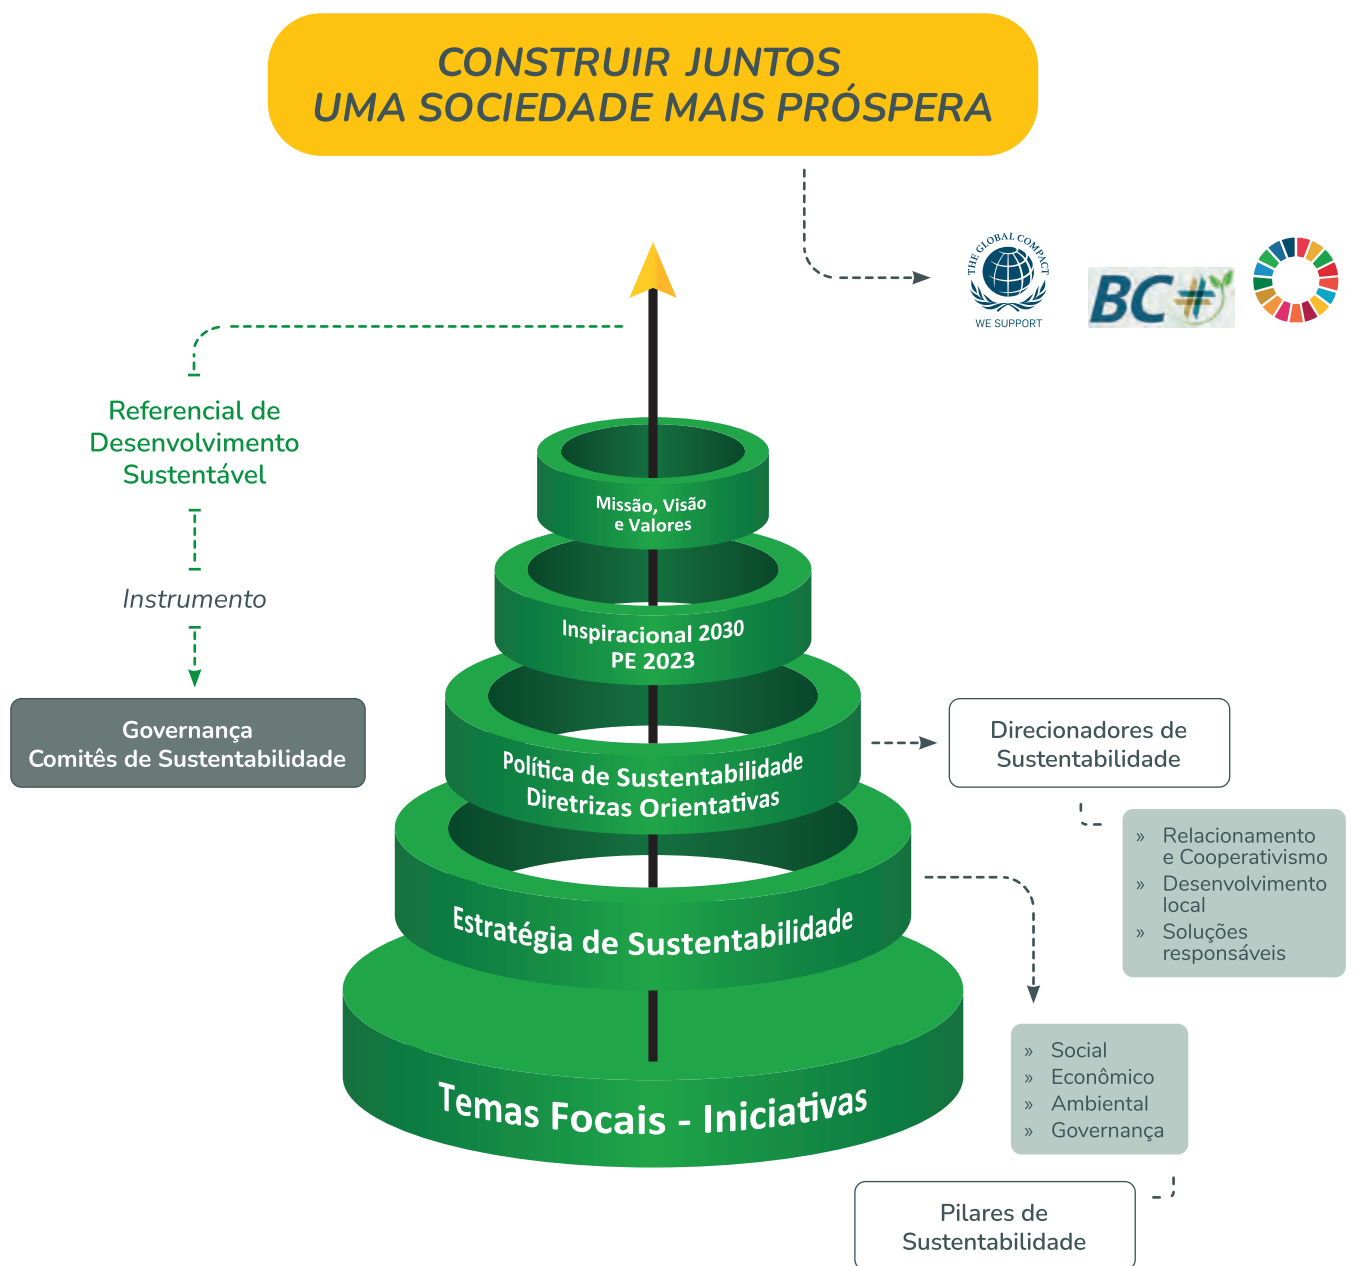 CONSTRUIR JUNTOS
UMA SOCIEDADE MAIS PRÓSPERA
THE GLOBAL COMPACT
WE SUPPORT
BC#
Referencial de
Desenvolvimento
Sustentável
Instrumento
Governança
Comitês de Sustentabilidade
Missão, Visão
e Valores
Inspiracional 2030
PE 2023
Política de Sustentabilidade
Diretrizas Orientativas
Estratégia de Sustentabilidade
Temas Focais - Iniciativas
Direcionadores de
Sustentabilidade
» Relacionamento
e Cooperativismo
» Desenvolvimento
local
» Soluções
responsáveis
» Social
» Econômico
» Ambiental
» Governança
Pilares de
Sustentabilidade